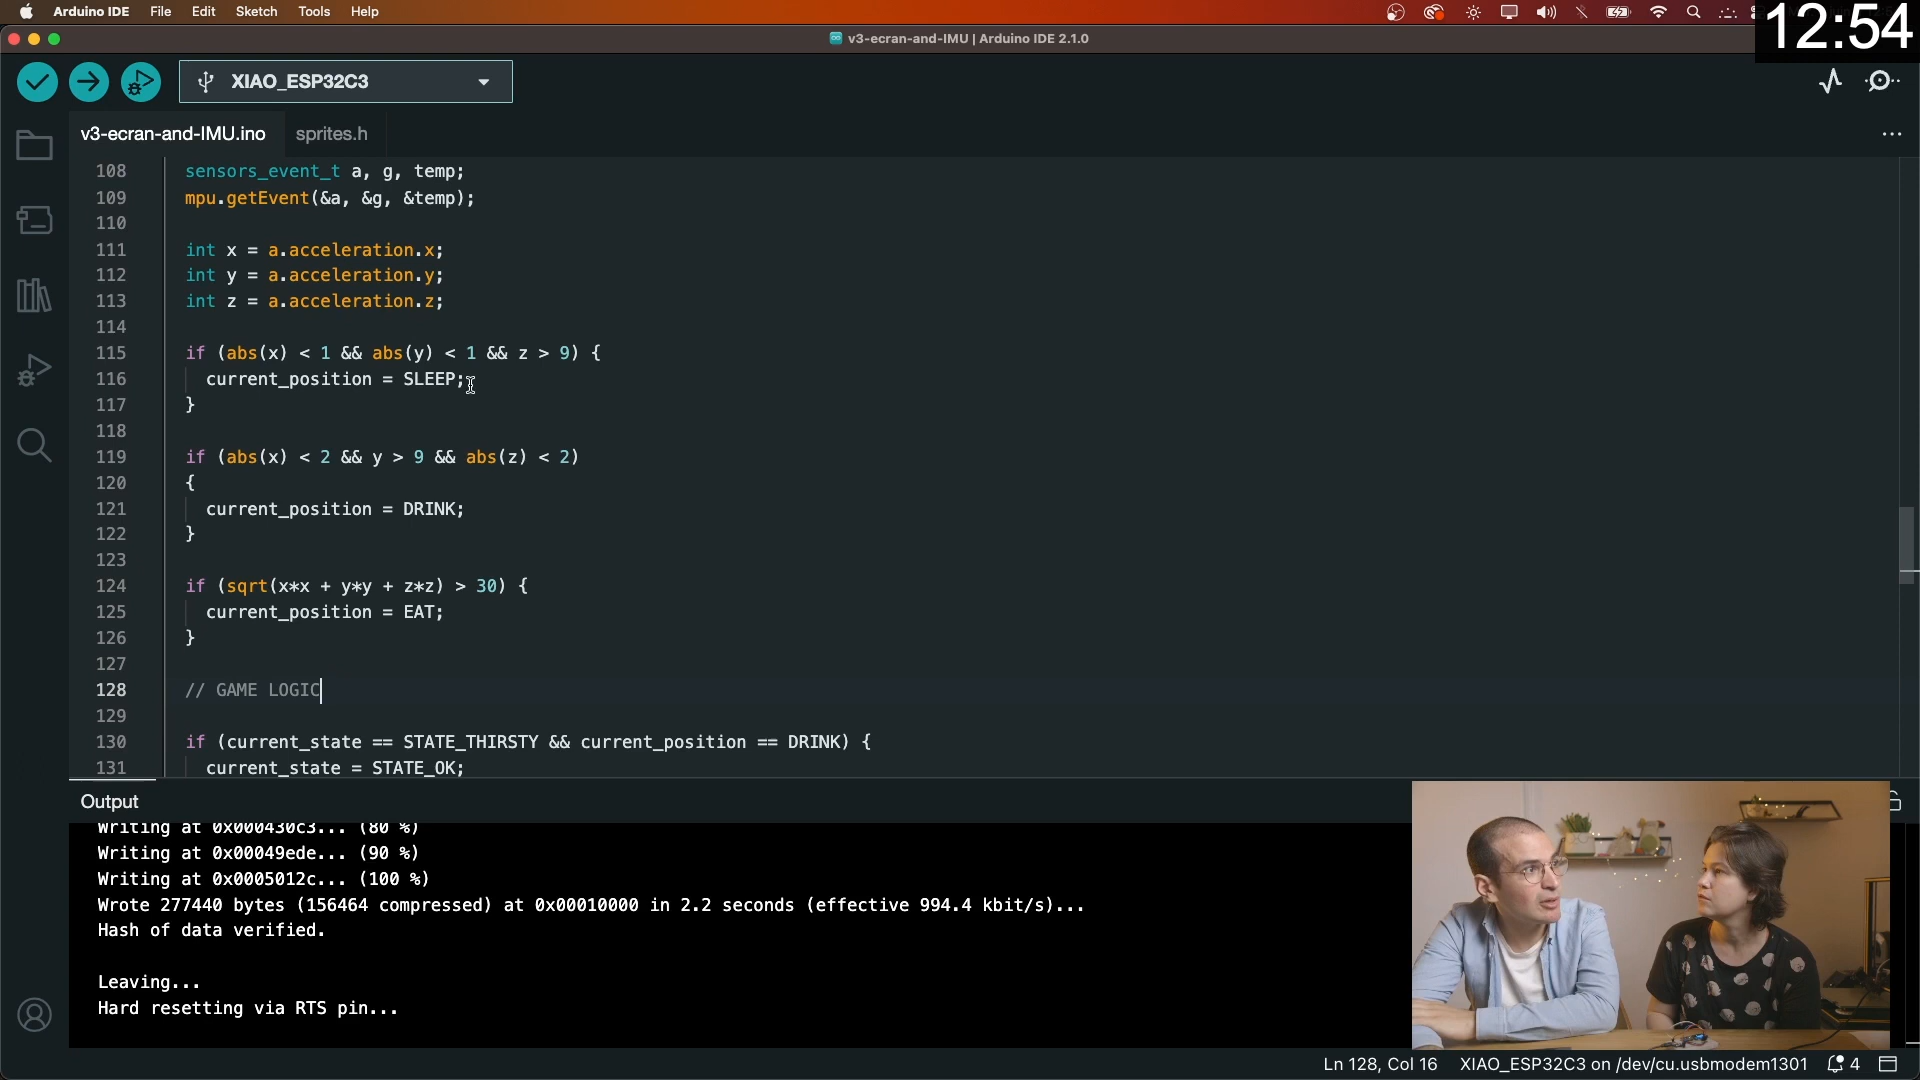 Arduino IDE File Edit Sketch Tools Help
12:54
v3-ecran-and-IMU | Arduino IDE 2.1.0
XIAO_ESP32C3
v3-ecran-and-IMU.ino sprites.h
108 sensors_event_t a, g, temp;
109 mpu.getEvent(&a, &g, &temp);
110
111 int x = a.acceleration.x;
112 int y = a.acceleration.y;
113 int z = a.acceleration.z;
114
115 if (abs(x) < 1 && abs(y) < 1 && z > 9) {
116 current_position = SLEEP;
117 }
118
119 if (abs(x) < 2 && y > 9 && abs(z) < 2)
120 {
121 current_position = DRINK;
122 }
123
124 if (sqrt(x*x + y*y + z*z) > 30) {
125 current_position = EAT;
126 }
127
128 // GAME LOGIC
129
130 if (current_state == STATE_THIRSTY && current_position == DRINK) {
131 current_state = STATE_OK;
Output
Writing at 0x000430c3... (80 %)
Writing at 0x00049ede... (90 %)
Writing at 0x0005012c... (100 %)
Wrote 277440 bytes (156464 compressed) at 0x00010000 in 2.2 seconds (effective 994.4 kbit/s)...
Hash of data verified.
Leaving...
Hard resetting via RTS pin...
Ln 128, Col 16 XIAO_ESP32C3 on /dev/cu.usbmodem1301 4